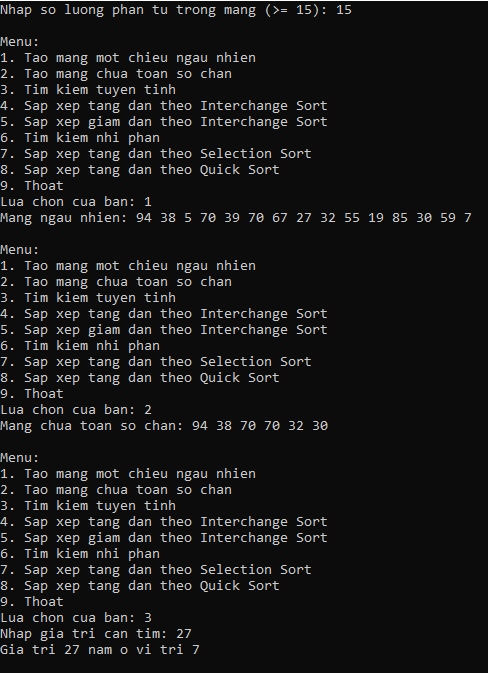 Nhap so luong phan tu trong mang (>= 15): 15
Menu:
1. Tao mang mot chieu ngau nhien
2. Tao mang chua toan so chan
3. Tim kiem tuyen tinh
4. Sap xep tang dan theo Interchange Sort
5. Sap xep giam dan theo Interchange Sort
6. Tim kiem nhi phan
7. Sap xep tang dan theo Selection Sort
8. Sap xep tang dan theo Quick Sort
9. Thoat
Lua chon cua ban: 1
Mang ngau nhien: 94 38 5 70 39 70 67 27 32 55 19 85 30 59 7
Menu:
1. Tao mang mot chieu ngau nhien
2. Tao mang chua toan so chan
3. Tim kiem tuyen tinh
4. Sap xep tang dan theo Interchange Sort
5. Sap xep giam dan theo Interchange Sort
6. Tim kiem nhi phan
7. Sap xep tang dan theo Selection Sort
8. Sap xep tang dan theo Quick Sort
9. Thoat
Lua chon cua ban: 2
Mang chua toan so chan: 94 38 70 70 32 30
Menu:
1. Tao mang mot chieu ngau nhien
2. Tao mang chua toan so chan
3. Tim kiem tuyen tinh
4. Sap xep tang dan theo Interchange Sort
5. Sap xep giam dan theo Interchange Sort
6. Tim kiem nhi phan
7. Sap xep tang dan theo Selection Sort
8. Sap xep tang dan theo Quick Sort
9. Thoat
Lua chon cua ban: 3
Nhap gia tri can tim: 27
Gia tri 27 nam o vi tri 7